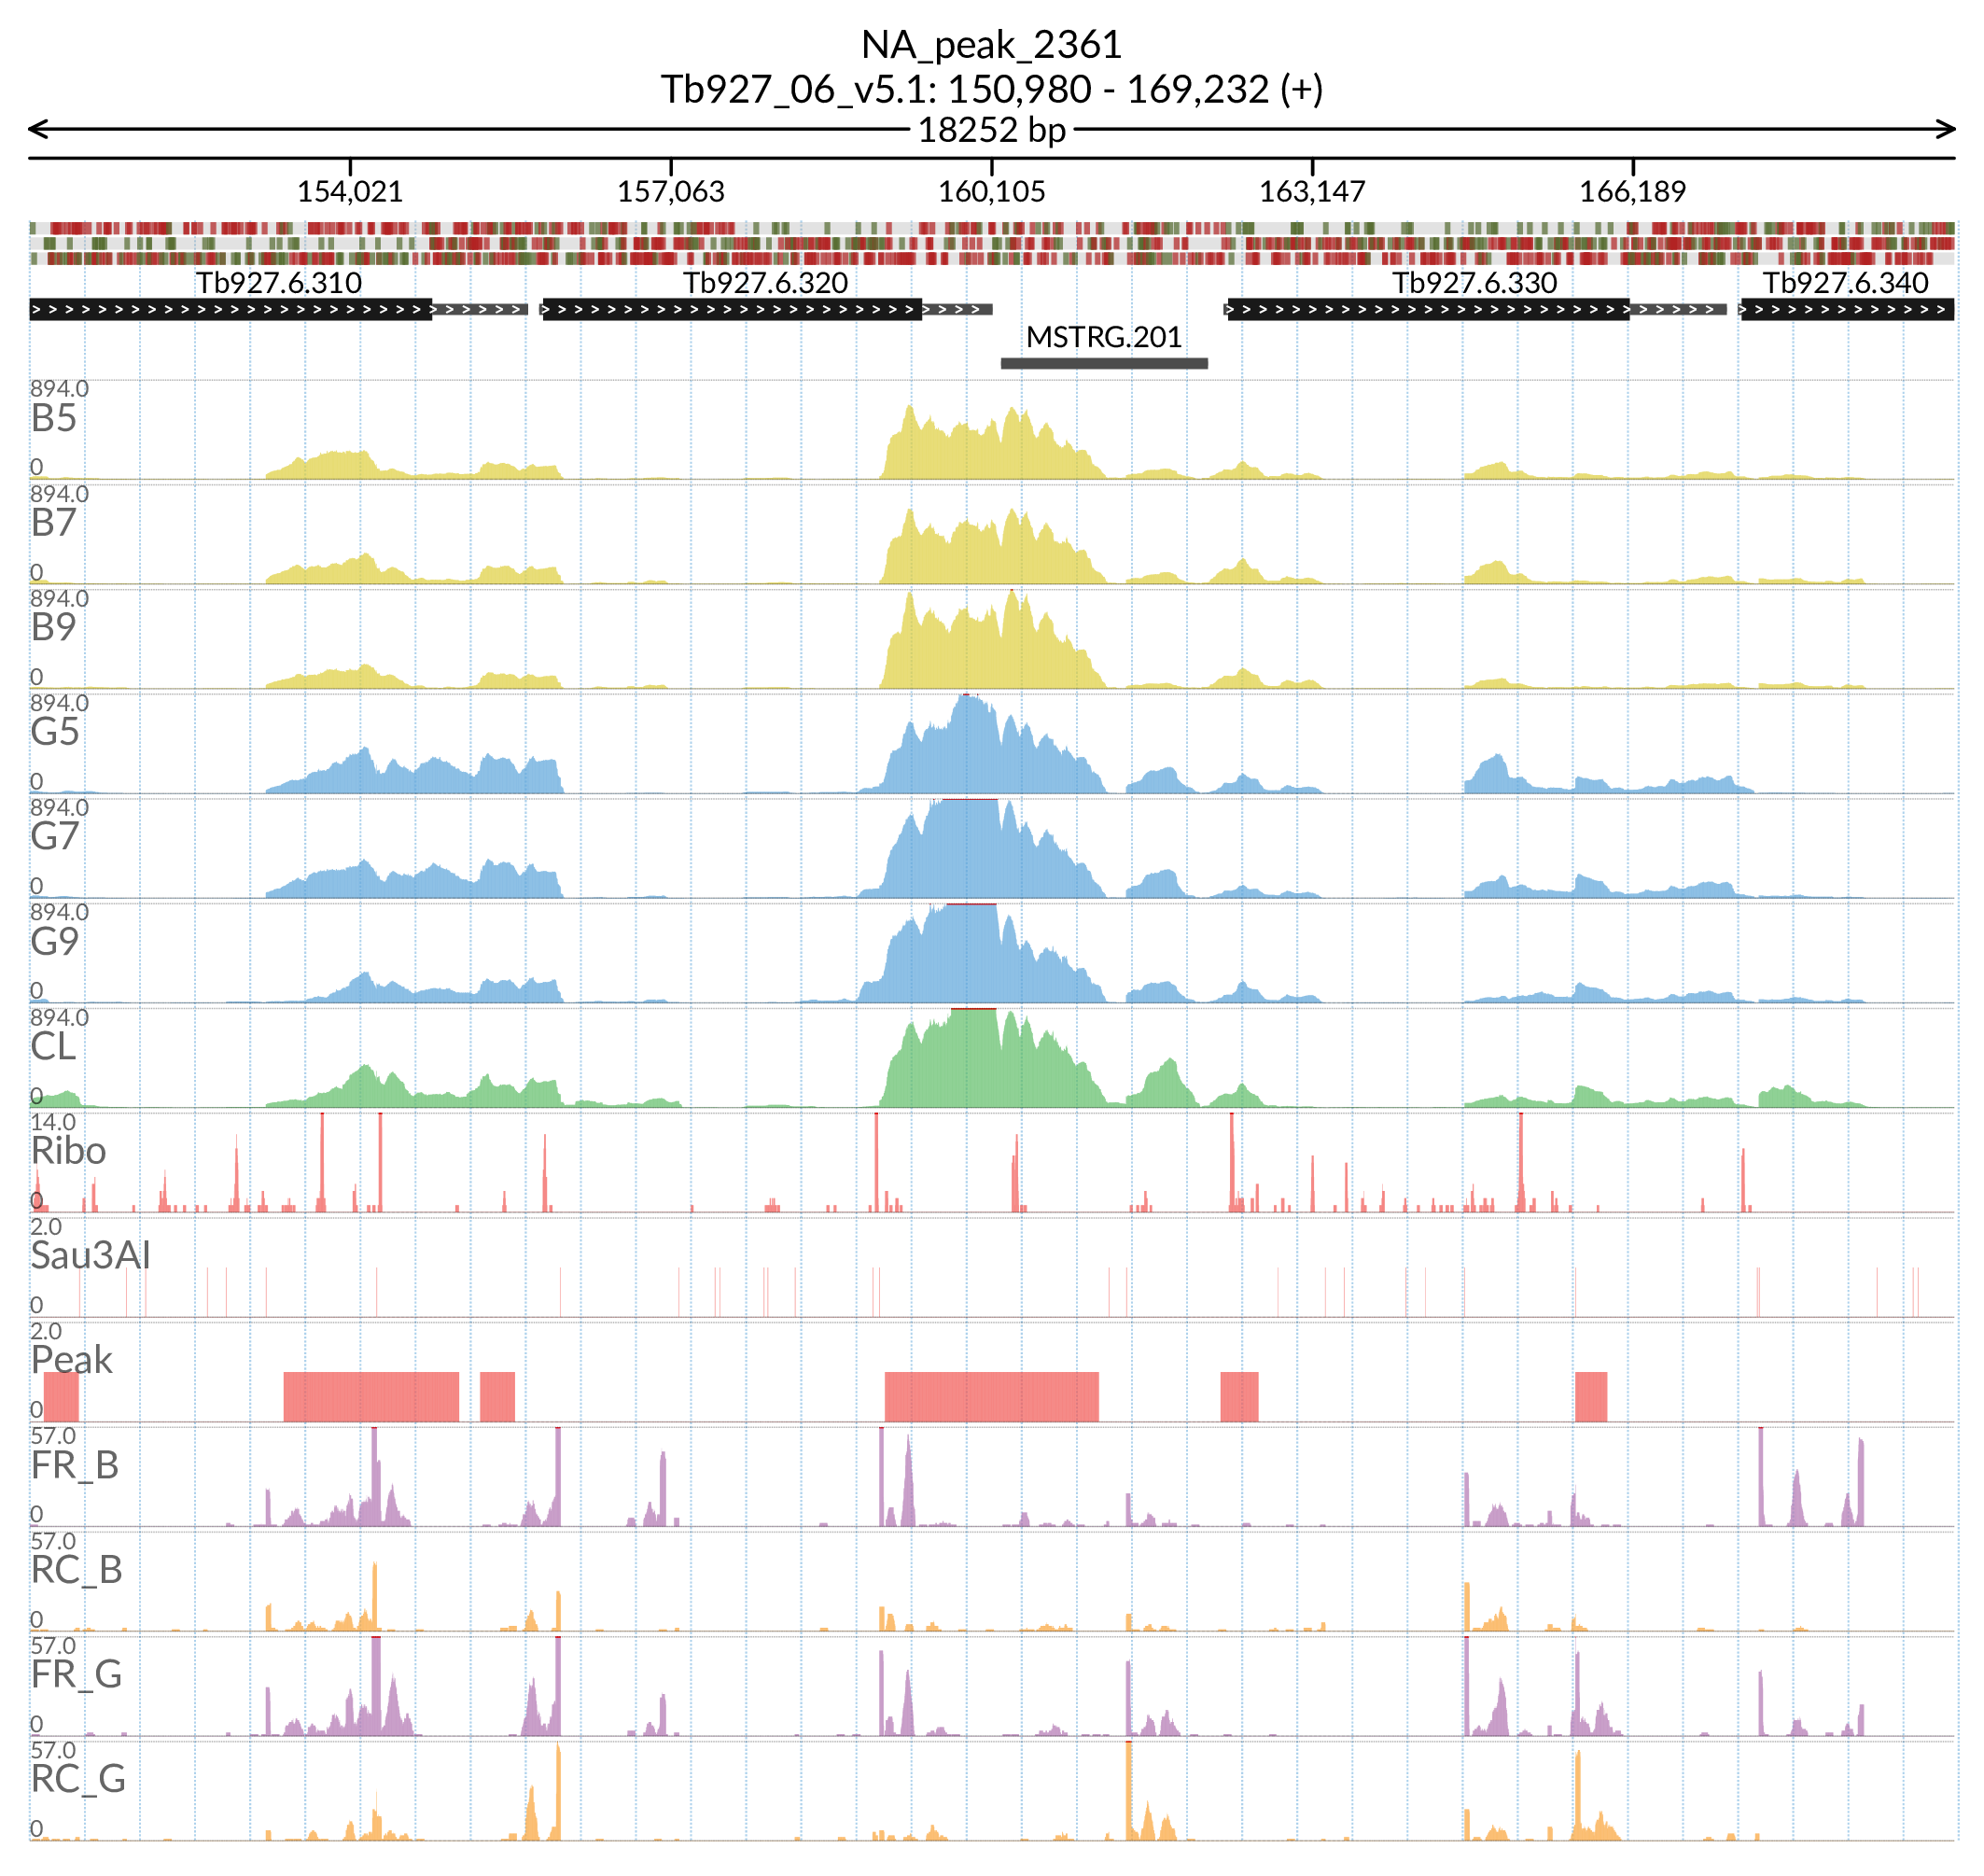 NA_peak_2361
Tb927_06_v5.1: 150,980 - 169,232 (+)
18252 bp
154,021 157,063 160,105 163,147 166,189
Tb927.6.310 Tb927.6.320 Tb927.6.330 Tb927.6.340
MSTRG.201
894.0
B5
0
894.0
B7
0
894.0
B9
0
894.0
G5
0
894.0
G7
0
894.0
G9
0
894.0
CL
0
14.0
Ribo
0
2.0
Sau3AI
0
2.0
Peak
0
57.0
FR_B
0
57.0
RC_B
0
57.0
FR_G
0
57.0
RC_G
0